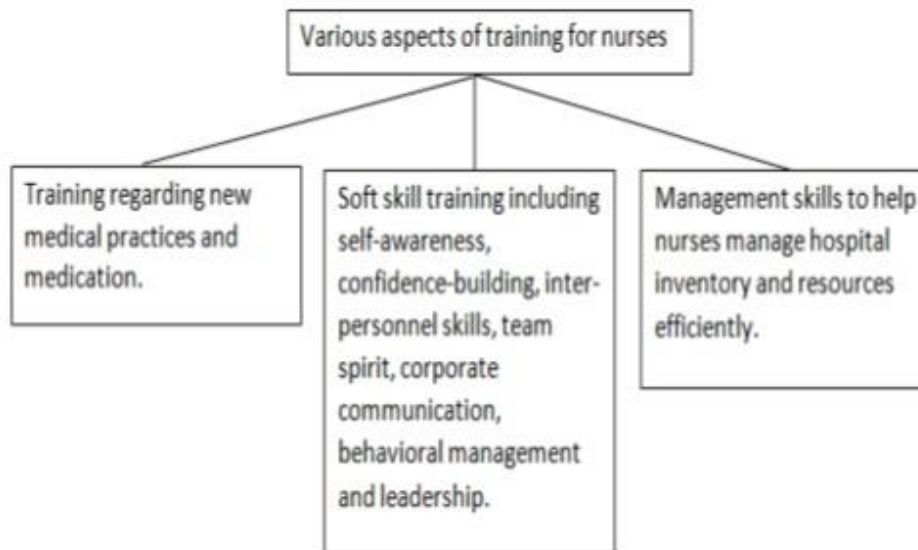 Various aspects of training for nurses
Training regarding new
medical practices and
medication.
Soft skill training including
self-awareness,
confidence-building, inter-
personnel skills, team
spirit, corporate
communication,
behavioral management
and leadership.
Management skills to help
nurses manage hospital
inventory and resources
efficiently.